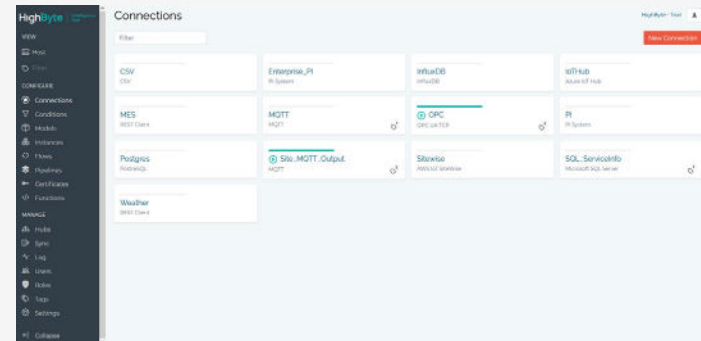 HighByte
Connections
HighByte - Trial
VIEW
Host
Filter
New Connection
CONFIGURE
Connections
Conditions
Models
Instances
Flows
Pipelines
Certificates
Functions
MANAGE
Hubs
Sync
Log
Users
Roles
Tags
Settings
Collapse
CSV
CSV
Enterprise_PI
PI System
InfluxDB
InfluxDB
IoTHub
Azure IoT Hub
MES
REST Client
MQTT
MQTT
OPC
OPC UA TCP
PI
PI System
Postgres
PostgreSQL
Site_MQTT_Output
MQTT
Sitewise
AWS IoT SiteWise
SQL_ServiceInfo
Microsoft SQL Server
Weather
REST Client